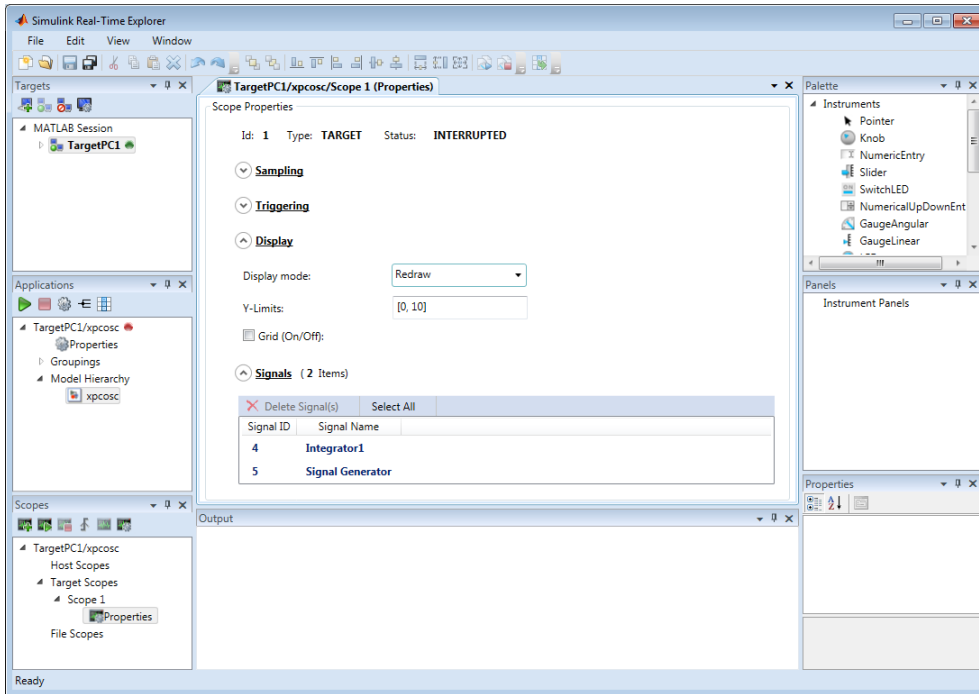 Simulink Real-Time Explorer
File Edit View Window
Targets
MATLAB Session
TargetPC1
Applications
TargetPC1/xpcosc
Properties
Groupings
Model Hierarchy
xpcosc
Scopes
TargetPC1/xpcosc
Host Scopes
Target Scopes
Scope 1
Properties
File Scopes
TargetPC1/xpcosc/Scope 1 (Properties)
Scope Properties
Id: 1 Type: TARGET Status: INTERRUPTED
Sampling
Triggering
Display
Display mode: Redraw
Y-Limits: [0, 10]
Grid (On/Off):
Signals ( 2 Items)
Delete Signal(s) Select All
Signal ID Signal Name
4 Integrator1
5 Signal Generator
Output
Palette
Instruments
Pointer
Knob
NumericEntry
Slider
SwitchLED
NumericalUpDownEnt
GaugeAngular
GaugeLinear
Panels
Instrument Panels
Properties
Ready